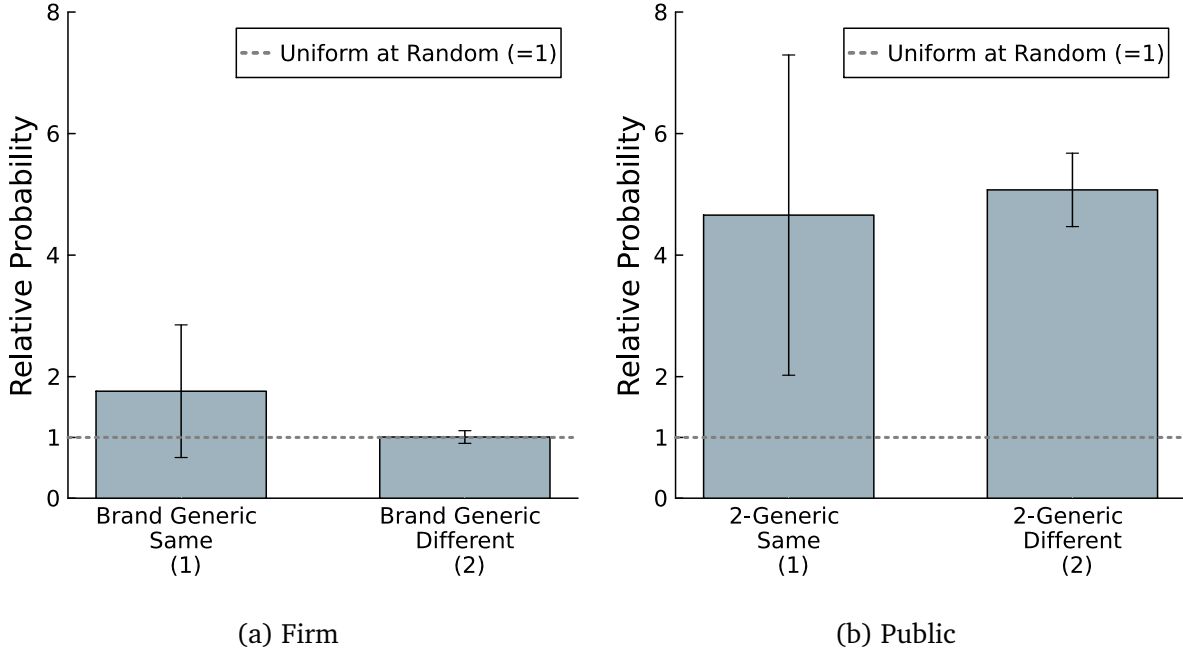 Relative Probability
8
6
4
2
1
0
Uniform at Random (=1)
Brand Generic
Same
(1)
Brand Generic
Different
(2)
(a) Firm
Relative Probability
8
6
4
2
1
0
Uniform at Random (=1)
2-Generic
Same
(1)
2-Generic
Different
(2)
(b) Public